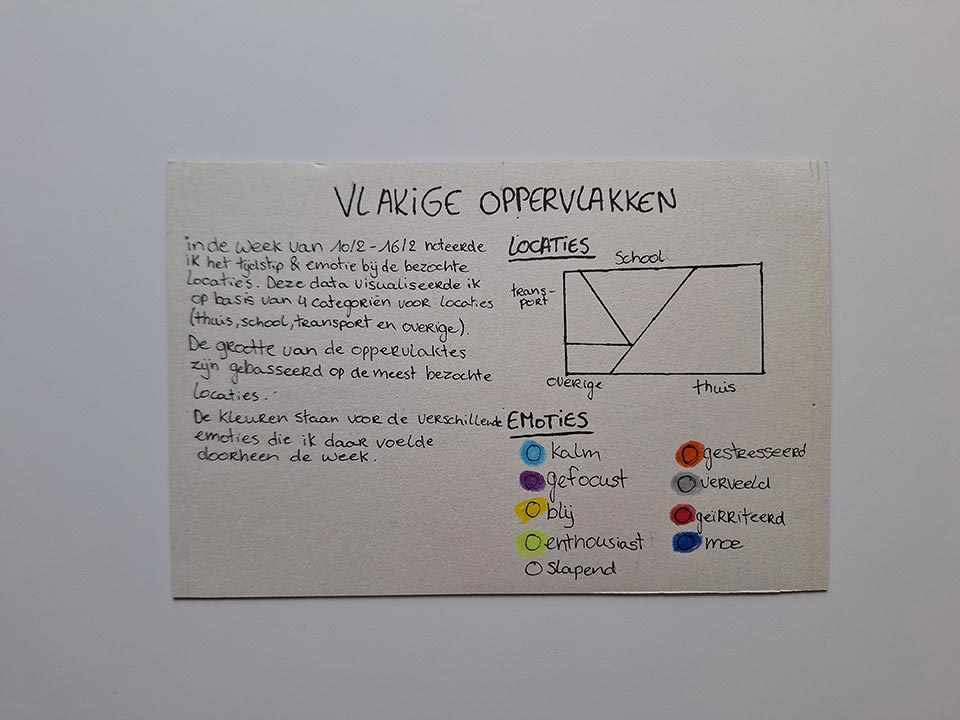 VLAKIGE OPPERVLAKKEN
in de week van 10/2 - 16/2 noteerde
ik het tijdstip & emotie bij de bezochte
locaties. Deze data visualiseerde ik
op basis van 4 categoriën voor locaties
(thuis, school, transport en overige).
De grootte van de oppervlaktes
zijn gebasseerd op de meest bezochte
locaties.
De kleuren staan voor de verschillende
emoties die ik daar voelde
doorheen de week.
LOCATIES
School
trans-
port
overige
thuis
EMOTIES
kalm
gefocust
blij
enthousiast
slapend
gestresseerd
verveeld
geïrriteerd
moe